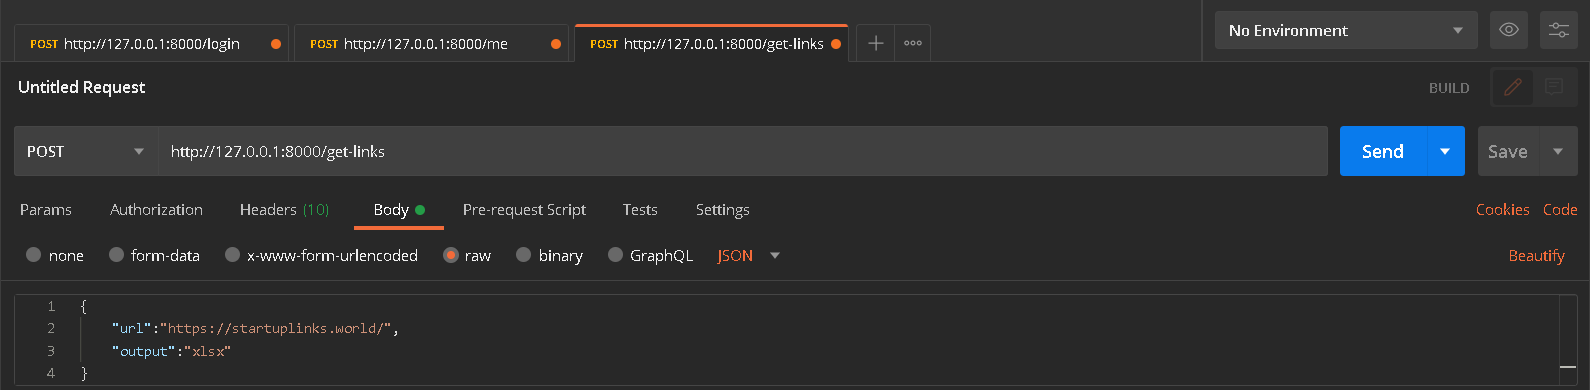 POST http://127.0.0.1:8000/login POST http://127.0.0.1:8000/me POST http://127.0.0.1:8000/get-links No Environment
Untitled Request BUILD
POST http://127.0.0.1:8000/get-links Send Save
Params Authorization Headers (10) Body Pre-request Script Tests Settings Cookies Code
none form-data x-www-form-urlencoded raw binary GraphQL JSON Beautify
1 {
2 "url":"https://startuplinks.world/",
3 "output":"xlsx"
4 }